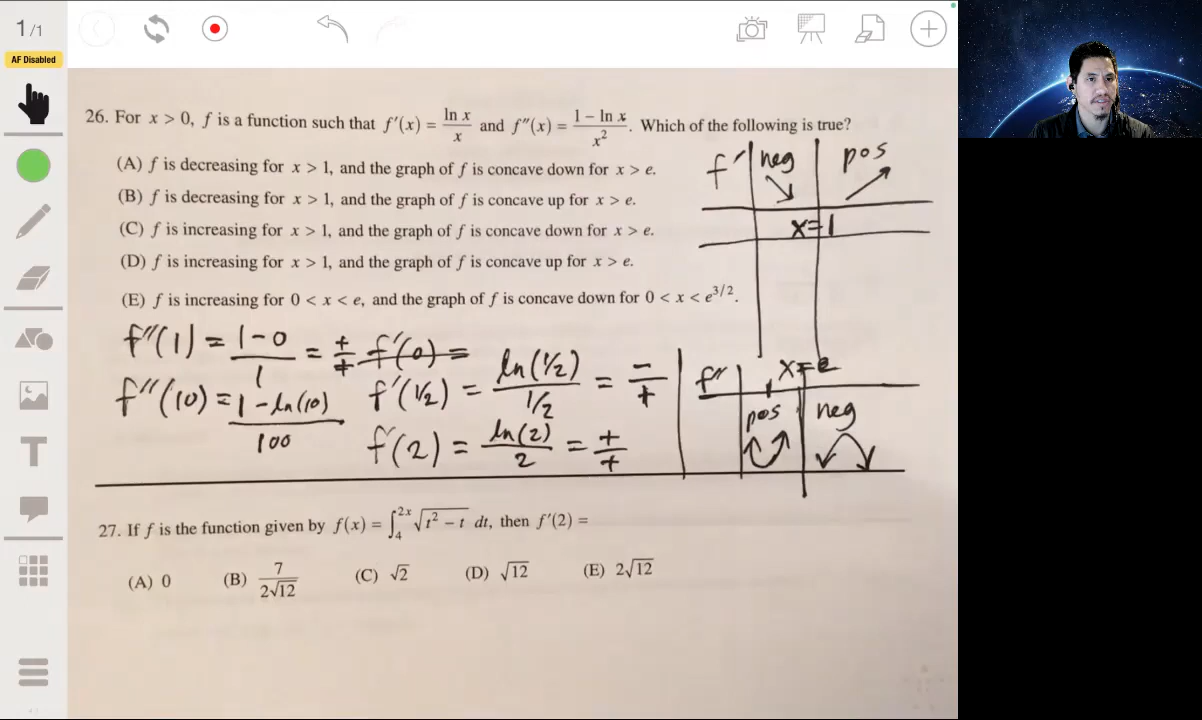 1/1
AF Disabled
26. For x > 0, f is a function such that f′(x) = ln x / x and f″(x) = 1 − ln x / x². Which of the following is true?
(A) f is decreasing for x > 1, and the graph of f is concave down for x > e.
(B) f is decreasing for x > 1, and the graph of f is concave up for x > e.
(C) f is increasing for x > 1, and the graph of f is concave down for x > e.
(D) f is increasing for x > 1, and the graph of f is concave up for x > e.
(E) f is increasing for 0 < x < e, and the graph of f is concave down for 0 < x < e^3/2.
f′ neg pos
x=1
f″(1) = 1-0 / 1 = + / + f′(0) =
f″(10) = 1-ln(10) / 100
f′(1/2) = ln(1/2) / 1/2 = - / +
f′(2) = ln(2) / 2 = + / +
f″ x=e
pos neg
27. If f is the function given by f(x) = ∫₄²ˣ √t² − t dt, then f′(2) =
(A) 0 (B) 7 / 2√12 (C) √2 (D) √12 (E) 2√12
T